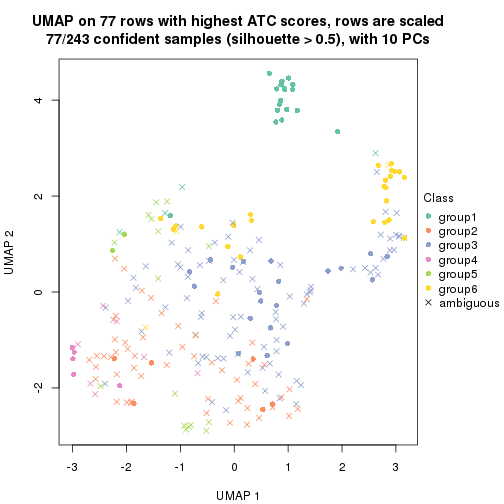 UMAP on 77 rows with highest ATC scores, rows are scaled
77/243 confident samples (silhouette > 0.5), with 10 PCs
4
2
0
-2
UMAP 2
-3
-2
-1
0
1
2
3
UMAP 1
Class
group1
group2
group3
group4
group5
group6
ambiguous